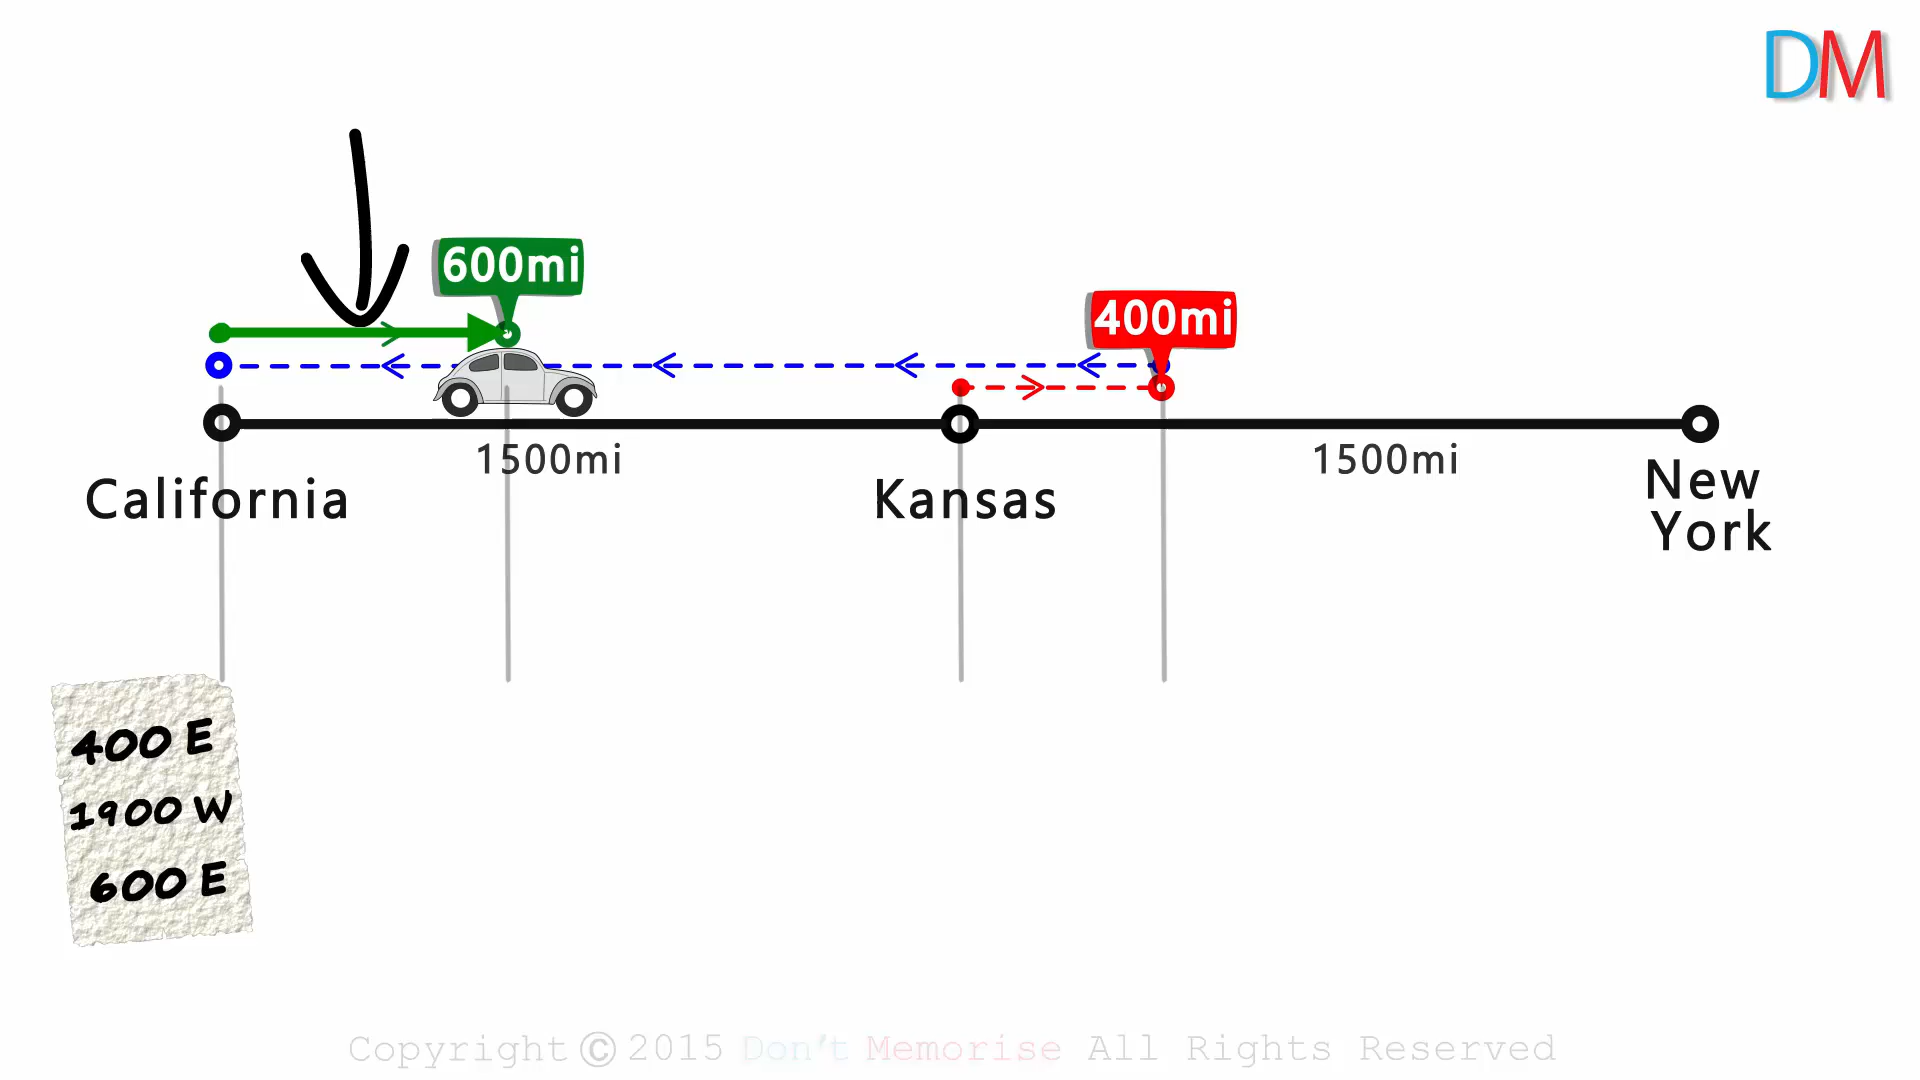 DM
600mi
400mi
1500mi
1500mi
California
Kansas
New
York
400 E
1900 W
600 E
Copyright © 2015 Don't Memorise All Rights Reserved